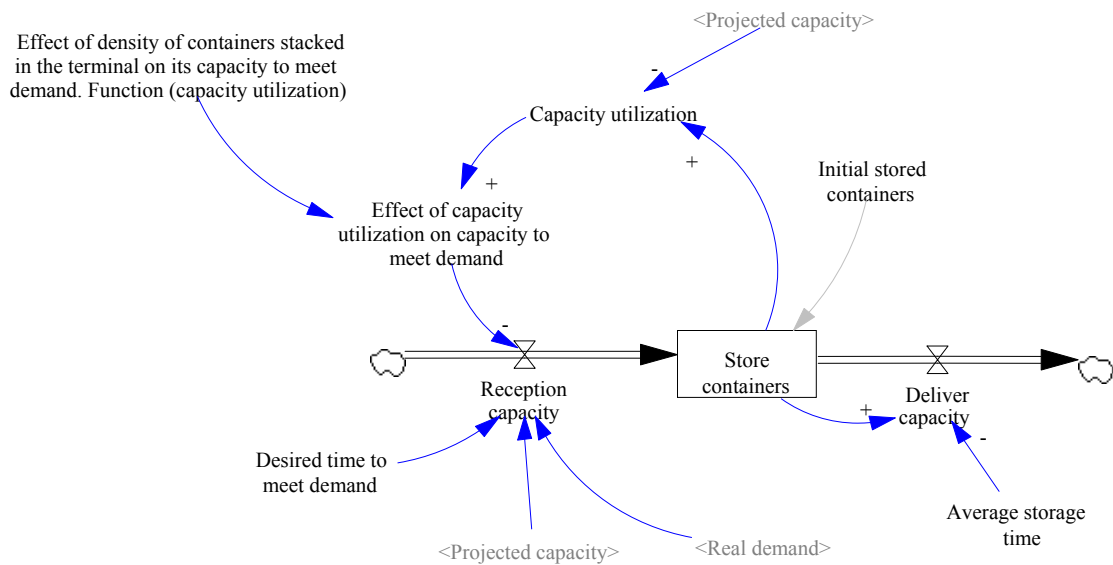 <Projected capacity>
Effect of density of containers stacked
in the terminal on its capacity to meet
demand. Function (capacity utilization)
-
Capacity utilization
+
+
Initial stored
containers
Effect of capacity
utilization on capacity to
meet demand
-
Store
containers
Reception
capacity
Deliver
capacity
+
-
Desired time to
meet demand
Average storage
time
<Projected capacity>
<Real demand>